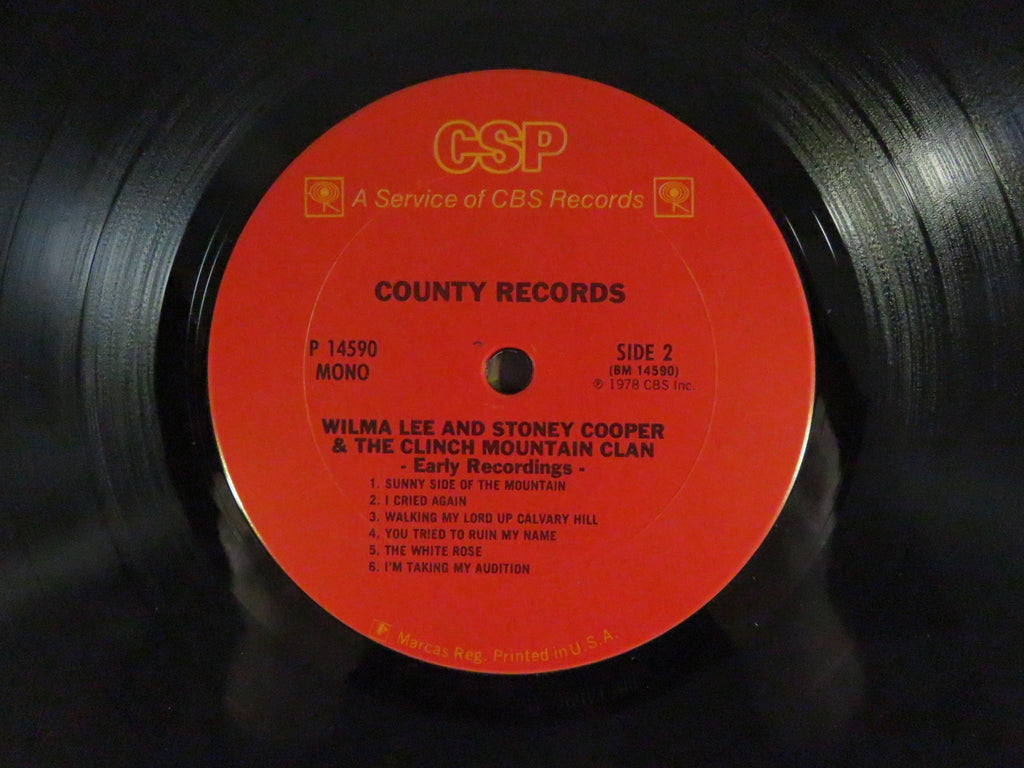 CSP
A Service of CBS Records
COUNTY RECORDS
P 14590
MONO
SIDE 2
(BM 14590)
℗ 1978 CBS Inc.
WILMA LEE AND STONEY COOPER
& THE CLINCH MOUNTAIN CLAN
- Early Recordings -
1. SUNNY SIDE OF THE MOUNTAIN
2. I CRIED AGAIN
3. WALKING MY LORD UP CALVARY HILL
4. YOU TRIED TO RUIN MY NAME
5. THE WHITE ROSE
6. I'M TAKING MY AUDITION
Marcas Reg. Printed in U.S.A.